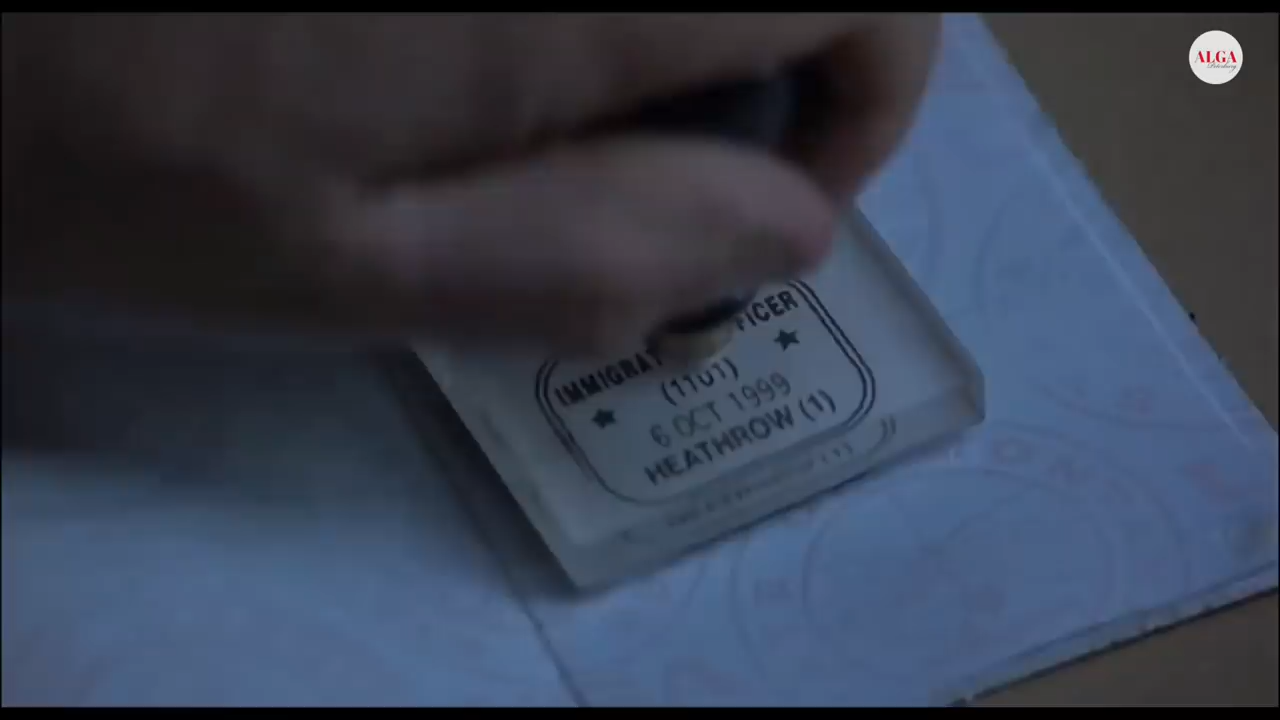 ALGA
IMMIGRAT FICER
(1101)
6 OCT 1999
HEATHROW (1)